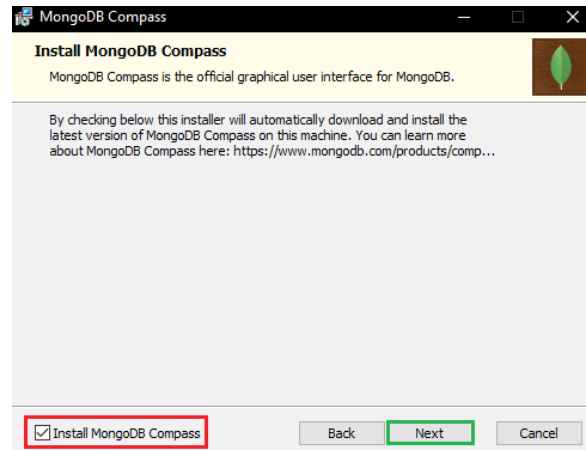 MongoDB Compass
Install MongoDB Compass
MongoDB Compass is the official graphical user interface for MongoDB.
By checking below this installer will automatically download and install the
latest version of MongoDB Compass on this machine. You can learn more
about MongoDB Compass here: https://www.mongodb.com/products/comp...
Install MongoDB Compass
Back
Next
Cancel